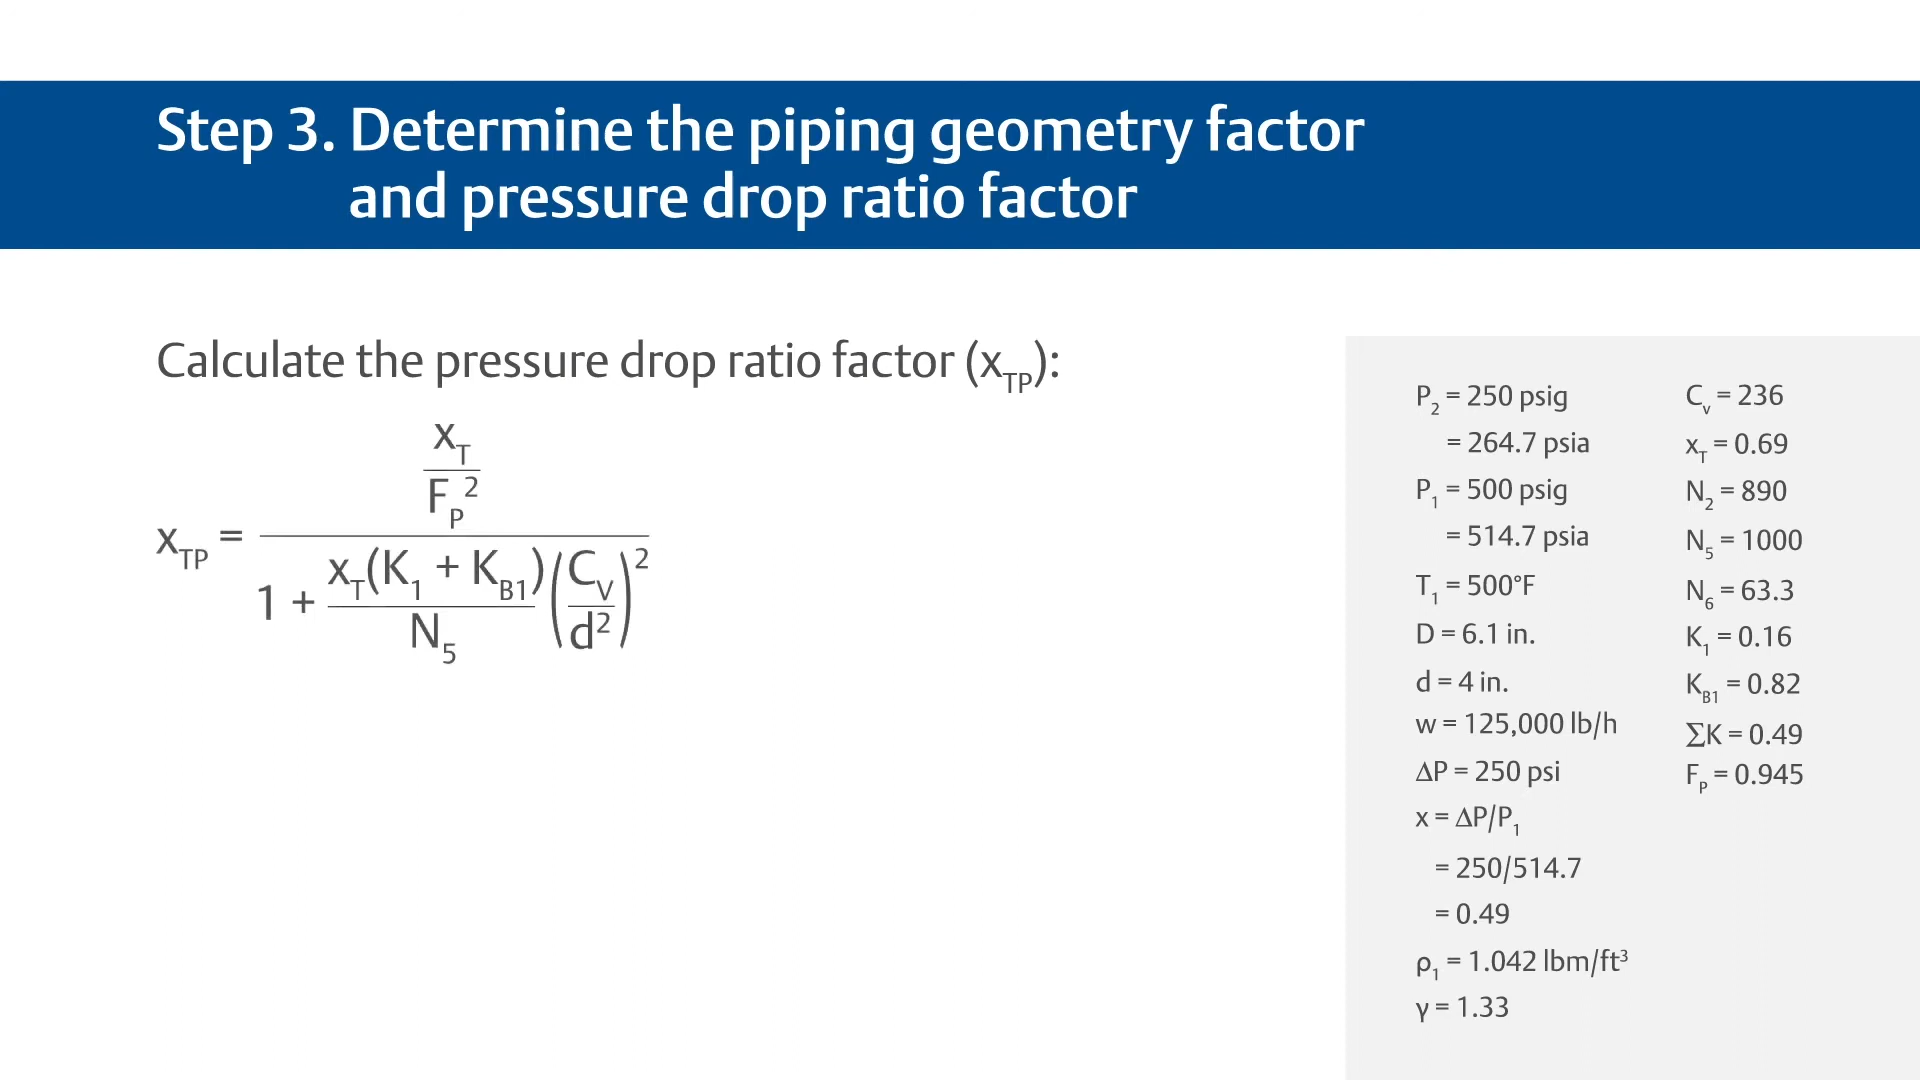 Step 3. Determine the piping geometry factor
and pressure drop ratio factor
Calculate the pressure drop ratio factor (x_TP):
x_TP = (x_T / F_P²) / (1 + (x_T(K_1 + K_B1) / N_5)(C_V / d²)²)
P_2 = 250 psig
= 264.7 psia
P_1 = 500 psig
= 514.7 psia
T_1 = 500°F
D = 6.1 in.
d = 4 in.
w = 125,000 lb/h
ΔP = 250 psi
x = ΔP/P_1
= 250/514.7
= 0.49
ρ_1 = 1.042 lbm/ft³
γ = 1.33
C_v = 236
x_T = 0.69
N_2 = 890
N_5 = 1000
N_6 = 63.3
K_1 = 0.16
K_B1 = 0.82
∑K = 0.49
F_P = 0.945